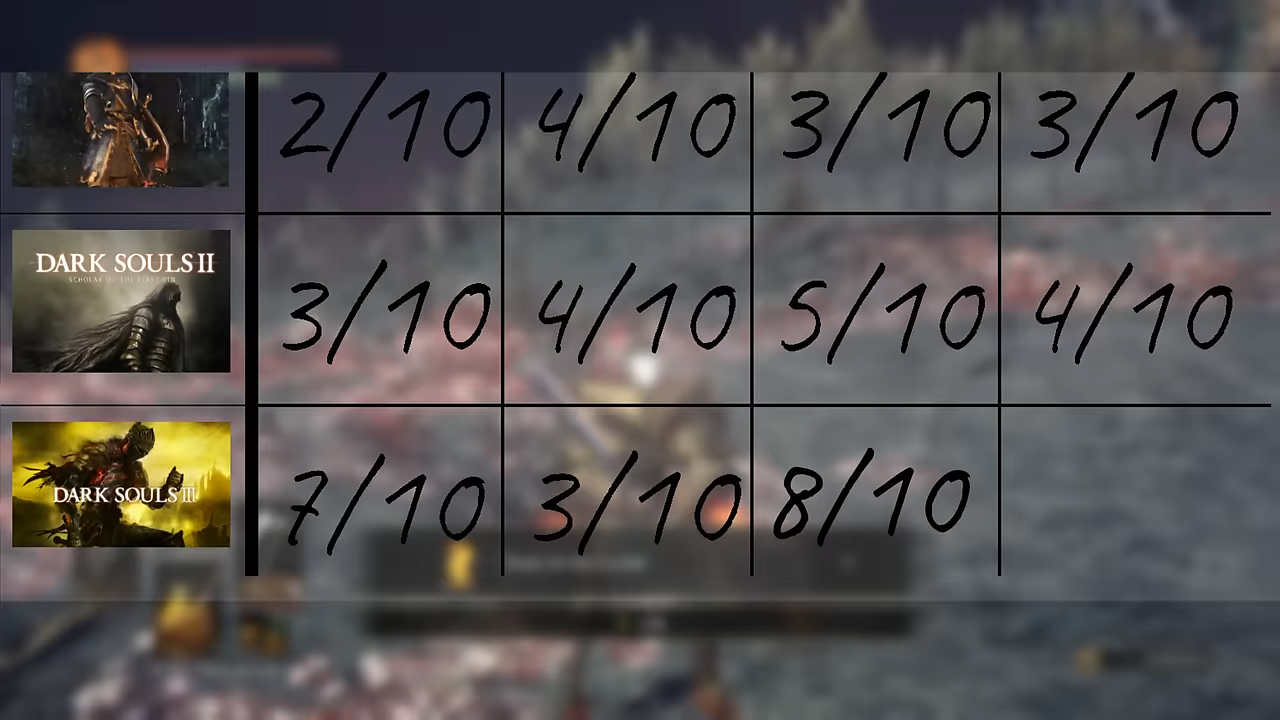 2/10 4/10 3/10 3/10
DARK SOULS II
SCHOLAR OF THE FIRST SIN
3/10 4/10 5/10 4/10
DARK SOULS III
7/10 3/10 8/10